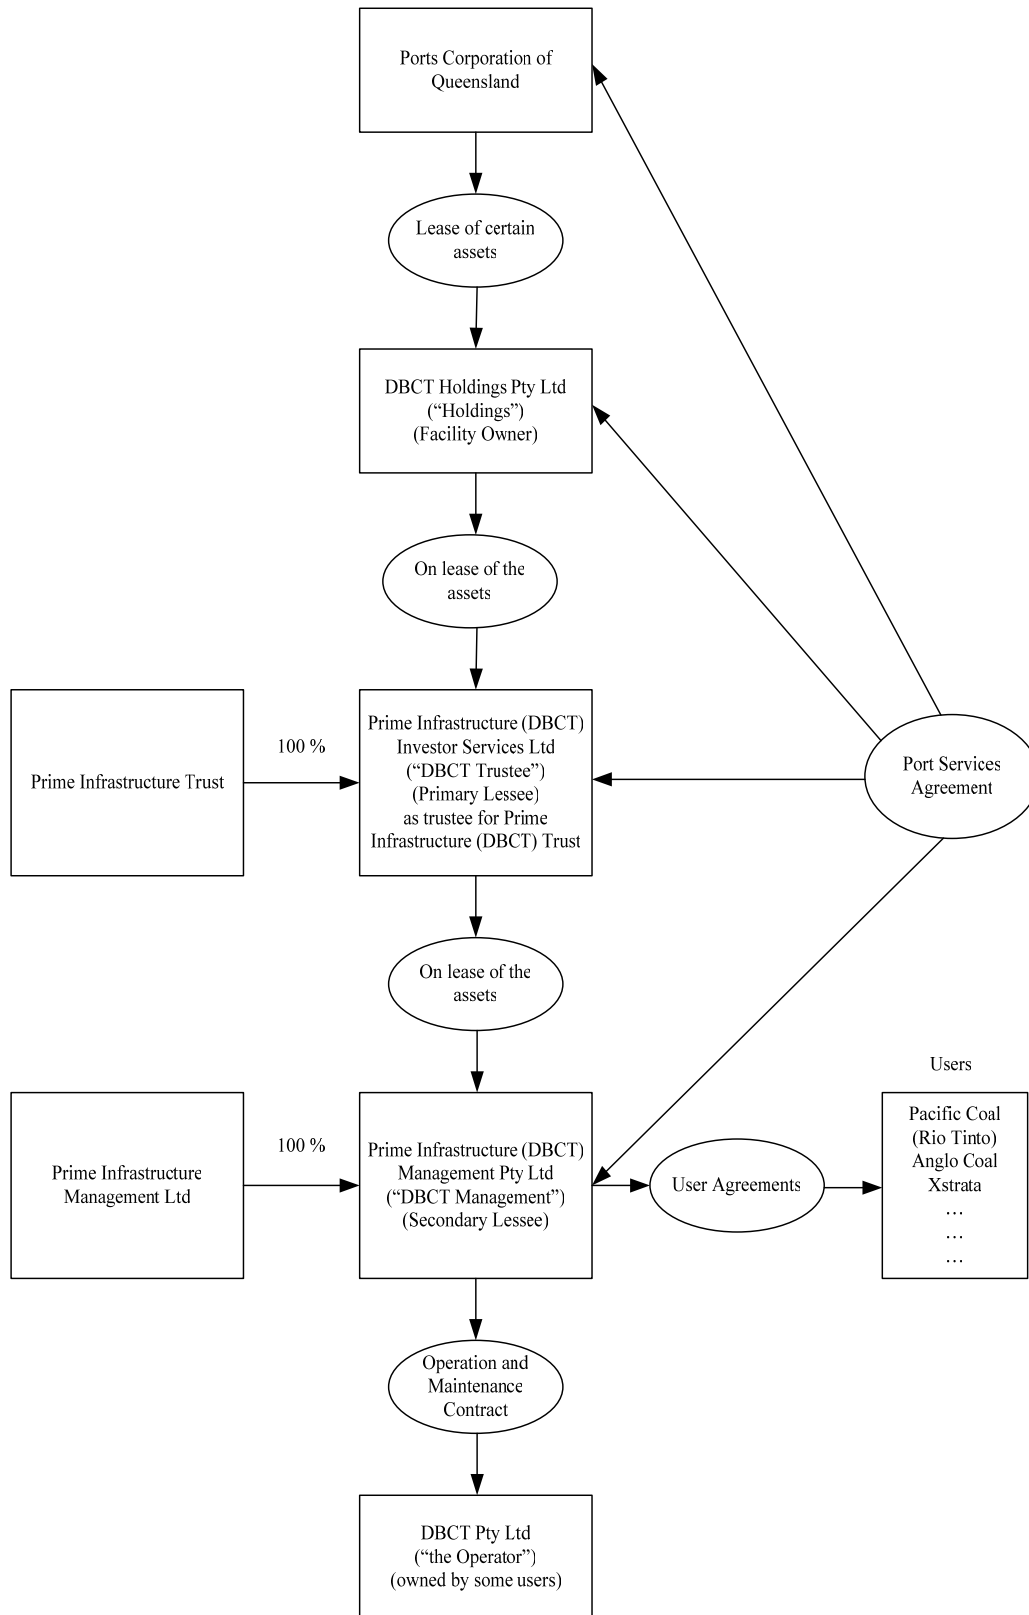 Ports Corporation of
Queensland
Lease of certain
assets
DBCT Holdings Pty Ltd
(“Holdings”)
(Facility Owner)
On lease of the
assets
Prime Infrastructure Trust
100 %
Prime Infrastructure (DBCT)
Investor Services Ltd
(“DBCT Trustee”)
(Primary Lessee)
as trustee for Prime
Infrastructure (DBCT) Trust
Port Services
Agreement
On lease of the
assets
Prime Infrastructure
Management Ltd
100 %
Prime Infrastructure (DBCT)
Management Pty Ltd
(“DBCT Management”)
(Secondary Lessee)
User Agreements
Users
Pacific Coal
(Rio Tinto)
Anglo Coal
Xstrata
…
…
…
Operation and
Maintenance
Contract
DBCT Pty Ltd
(“the Operator”)
(owned by some users)